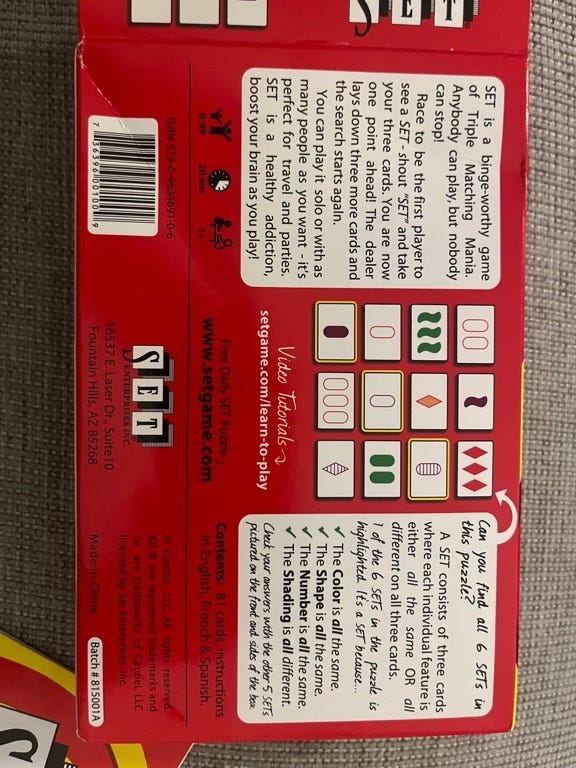 SET is a binge-worthy game
of Triple Matching Mania.
Anybody can play, but nobody
can stop!
Race to be the first player to
see a SET - shout "SET" and take
your three cards. You are now
one point ahead! The dealer
lays down three more cards and
the search starts again.
You can play it solo or with as
many people as you want - it's
perfect for travel and parties.
SET is a healthy addiction,
boost your brain as you play!
6-99
20 mins
1+
ISBN 978-0-9634691-0-6
7 36396 00100 9
Video Tutorials
setgame.com/learn-to-play
Free Daily SET Puzzle
www.setgame.com
SET
ENTERPRISES INC.
16537 E. Laser Dr., Suite10
Fountain Hills, AZ 85268
Can you find all 6 SETs in
this puzzle?
A SET consists of three cards
where each individual feature is
either all the same OR all
different on all three cards.
1 of the 6 SETs in the puzzle is
highlighted. It's a SET because...
✓ The Color is all the same.
✓ The Shape is all the same.
✓ The Number is all the same.
✓ The Shading is all different.
Check your answers with the other 5 SETs
pictured on the front and sides of the box.
Contents: 81 cards, instructions
in English, French & Spanish.
© Cannei, LLC. All rights reserved.
All ® are registered trademarks and
™ are trademarks of Cannei, LLC
licensed by Set Enterprises, Inc.
Made in China
Batch # 815001A